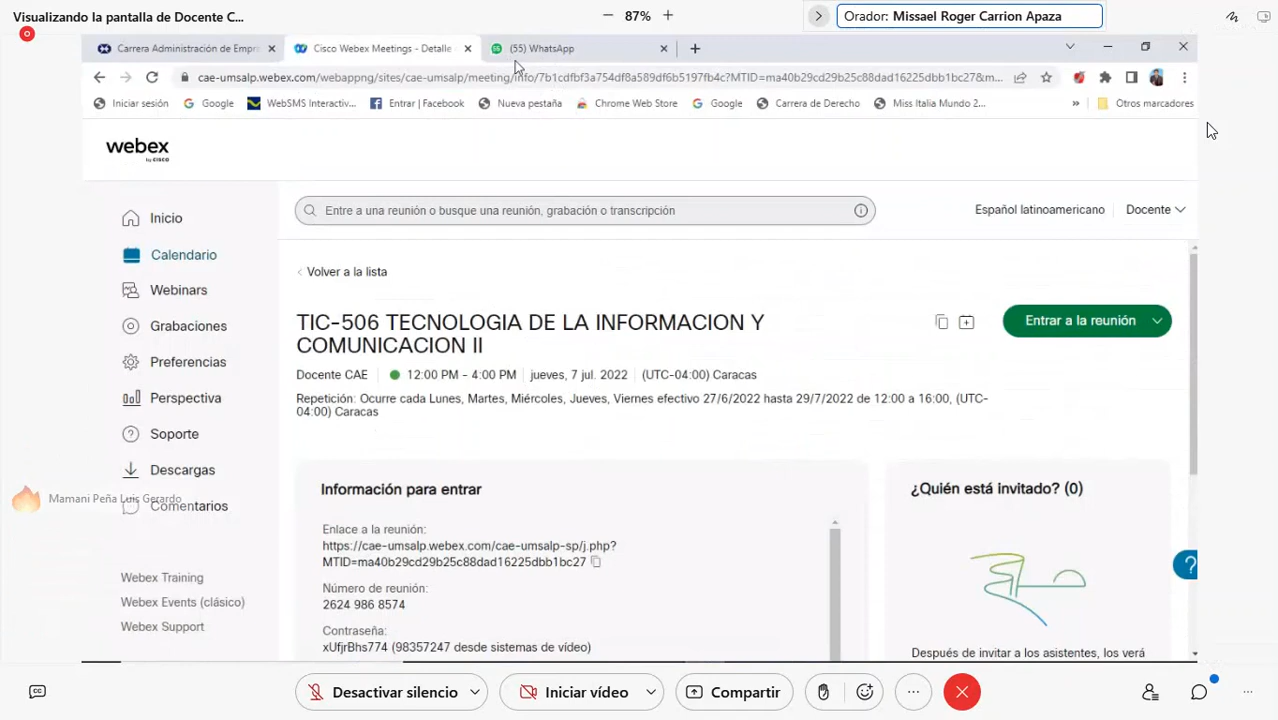 Visualizando la pantalla de Docente C...
87%
Orador: Missael Roger Carrion Apaza
Carrera Administración de Empr
Cisco Webex Meetings - Detalle
(55) WhatsApp
cae-umsalp.webex.com/webappng/sites/cae-umsalp/meeting/info/7b1cdfbf3a754df8a589df6b5197fb4c?MTID=ma40b29cd29b25c88dad16225dbb1bc27&m...
Iniciar sesión
Google
WebSMS Interactiv...
Entrar | Facebook
Nueva pestaña
Chrome Web Store
Google
Carrera de Derecho
Miss Italia Mundo 2...
»
Otros marcadores
webex
by CISCO
Entre a una reunión o busque una reunión, grabación o transcripción
Español latinoamericano
Docente
Inicio
Calendario
Webinars
Grabaciones
Preferencias
Perspectiva
Soporte
Descargas
Comentarios
Mamani Peña Luis Gerardo
Webex Training
Webex Events (clásico)
Webex Support
Volver a la lista
TIC-506 TECNOLOGIA DE LA INFORMACION Y
COMUNICACION II
Entrar a la reunión
Docente CAE
12:00 PM - 4:00 PM
jueves, 7 jul. 2022
(UTC-04:00) Caracas
Repetición: Ocurre cada Lunes, Martes, Miércoles, Jueves, Viernes efectivo 27/6/2022 hasta 29/7/2022 de 12:00 a 16:00, (UTC-
04:00) Caracas
Información para entrar
Enlace a la reunión:
https://cae-umsalp.webex.com/cae-umsalp-sp/j.php?
MTID=ma40b29cd29b25c88dad16225dbb1bc27
Número de reunión:
2624 986 8574
Contraseña:
xUfjrBhs774 (98357247 desde sistemas de vídeo)
¿Quién está invitado? (0)
Después de invitar a los asistentes, los verá
?
Desactivar silencio
Iniciar vídeo
Compartir